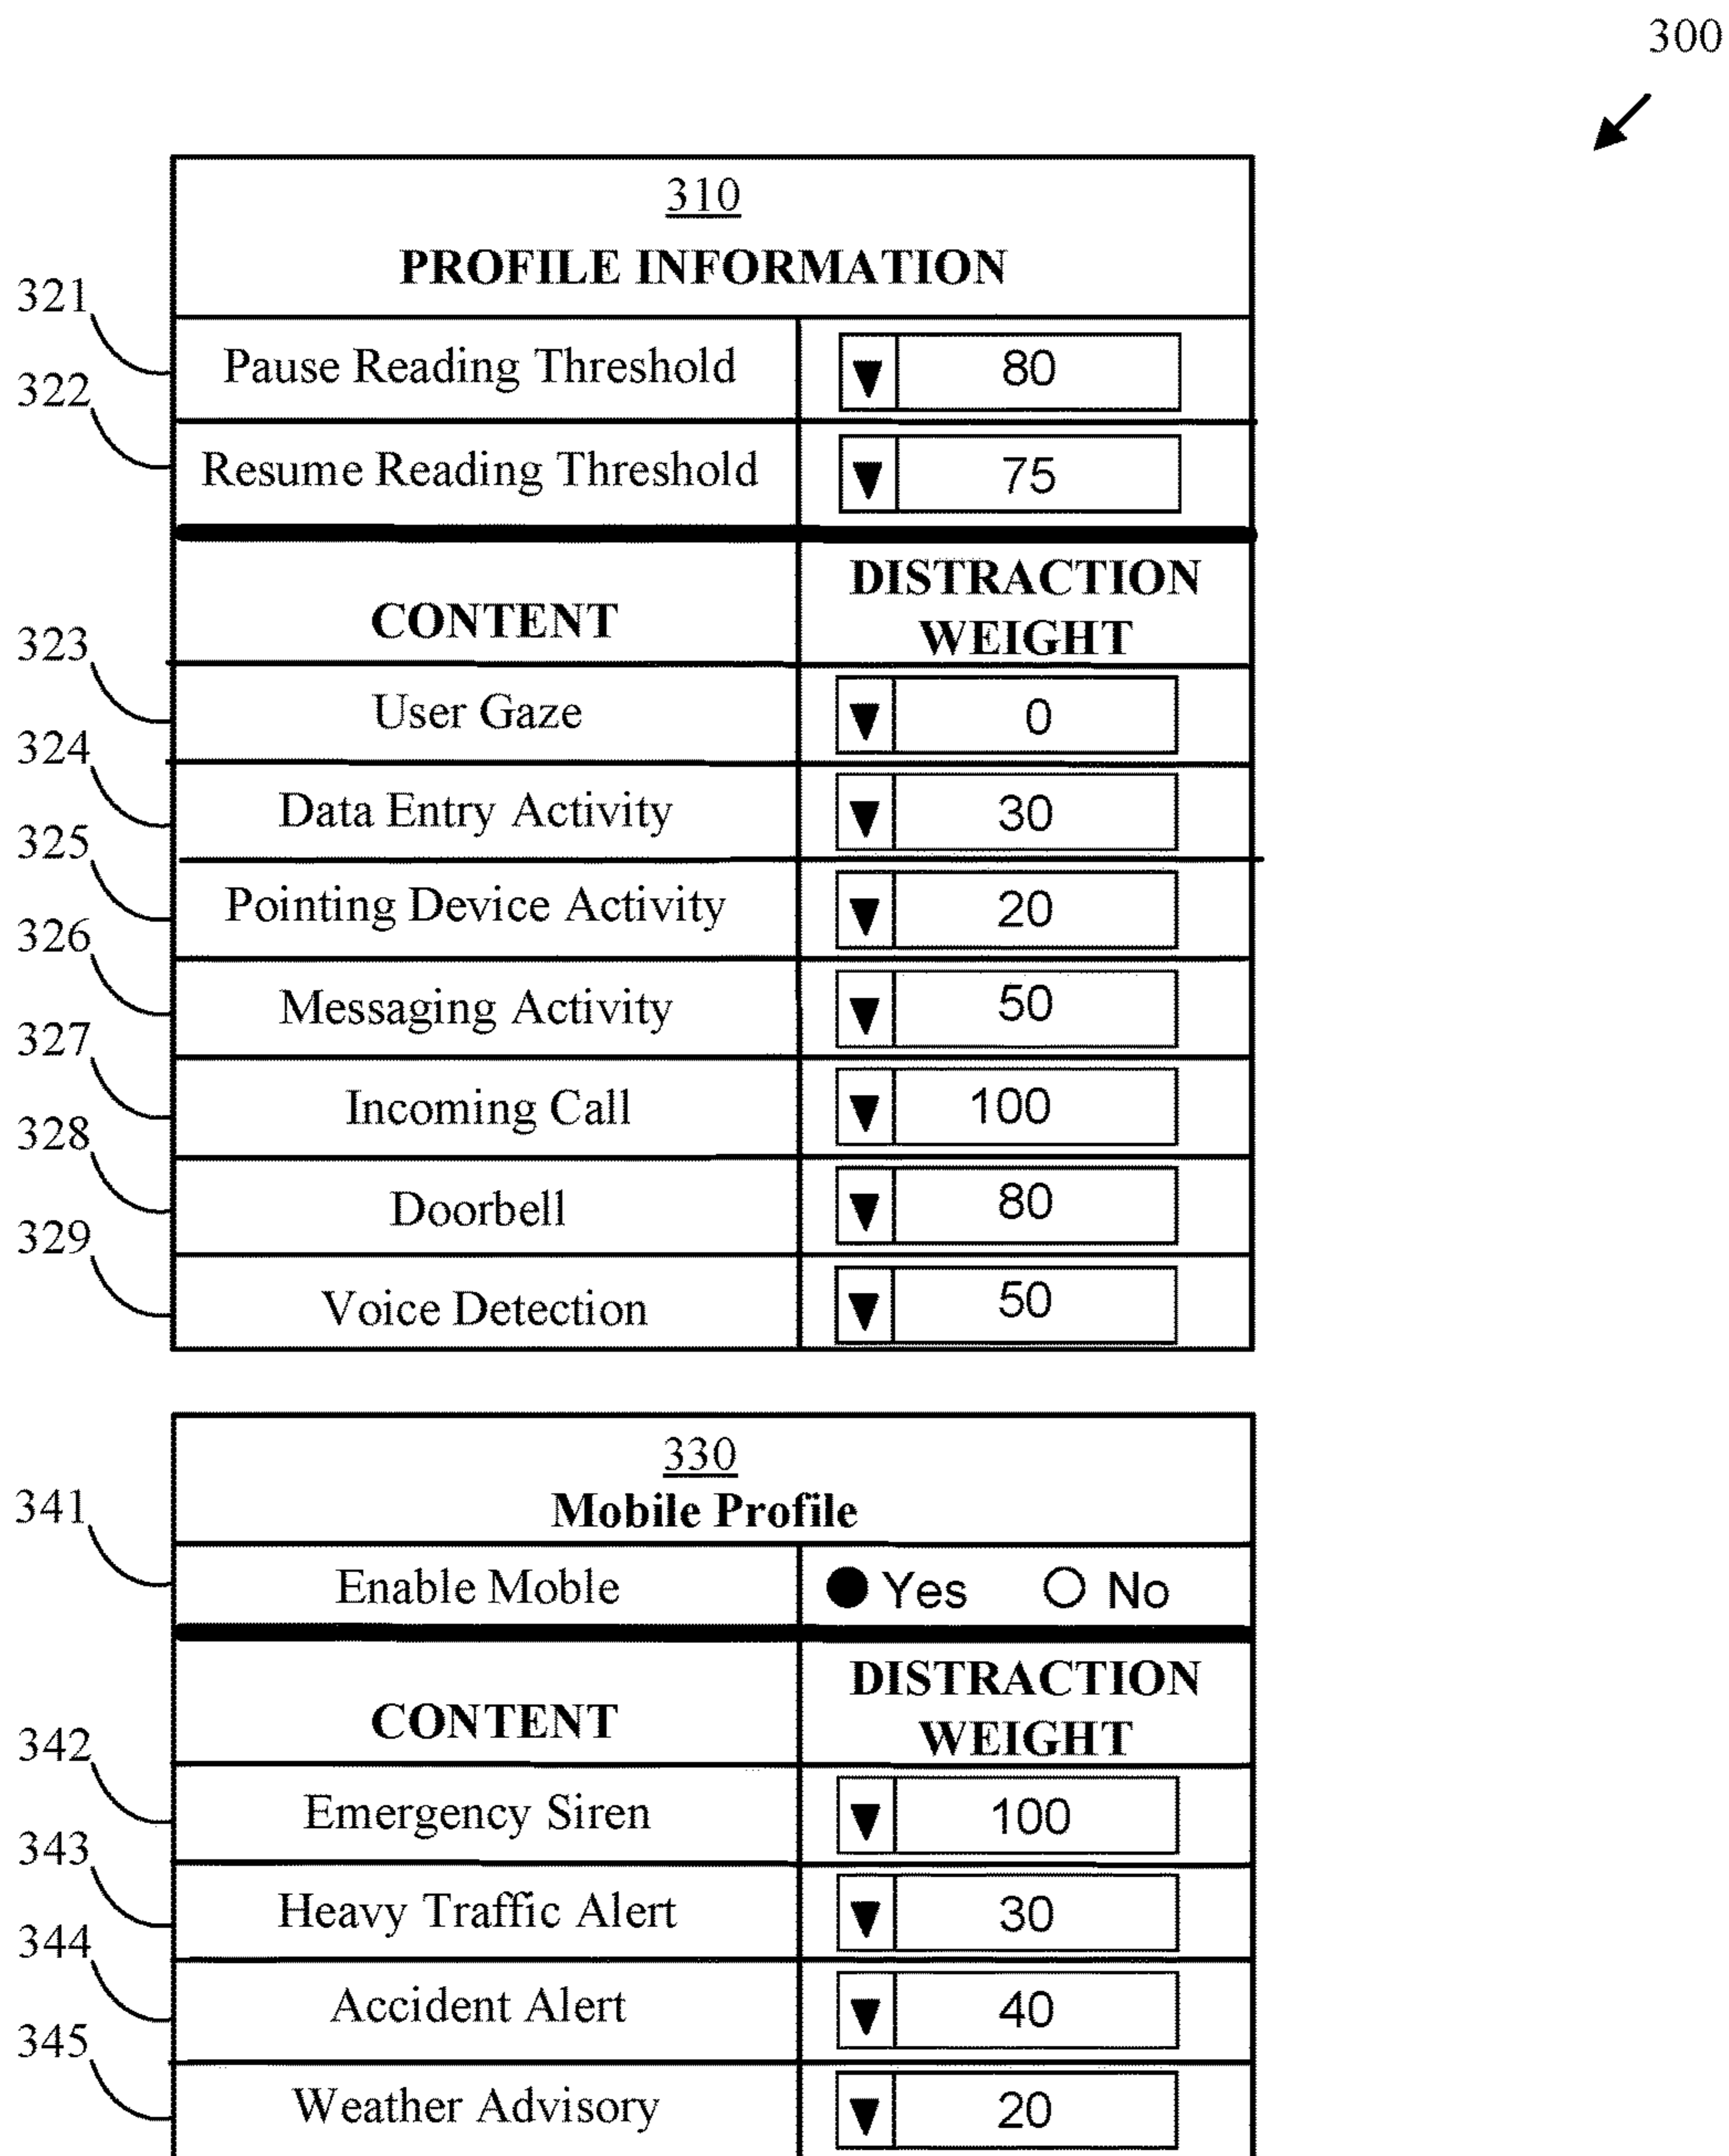 300
310
PROFILE INFORMATION
321
Pause Reading Threshold 80
322
Resume Reading Threshold 75
CONTENT DISTRACTION WEIGHT
323
User Gaze 0
324
Data Entry Activity 30
325
Pointing Device Activity 20
326
Messaging Activity 50
327
Incoming Call 100
328
Doorbell 80
329
Voice Detection 50
330
Mobile Profile
341
Enable Moble Yes No
CONTENT DISTRACTION WEIGHT
342
Emergency Siren 100
343
Heavy Traffic Alert 30
344
Accident Alert 40
345
Weather Advisory 20